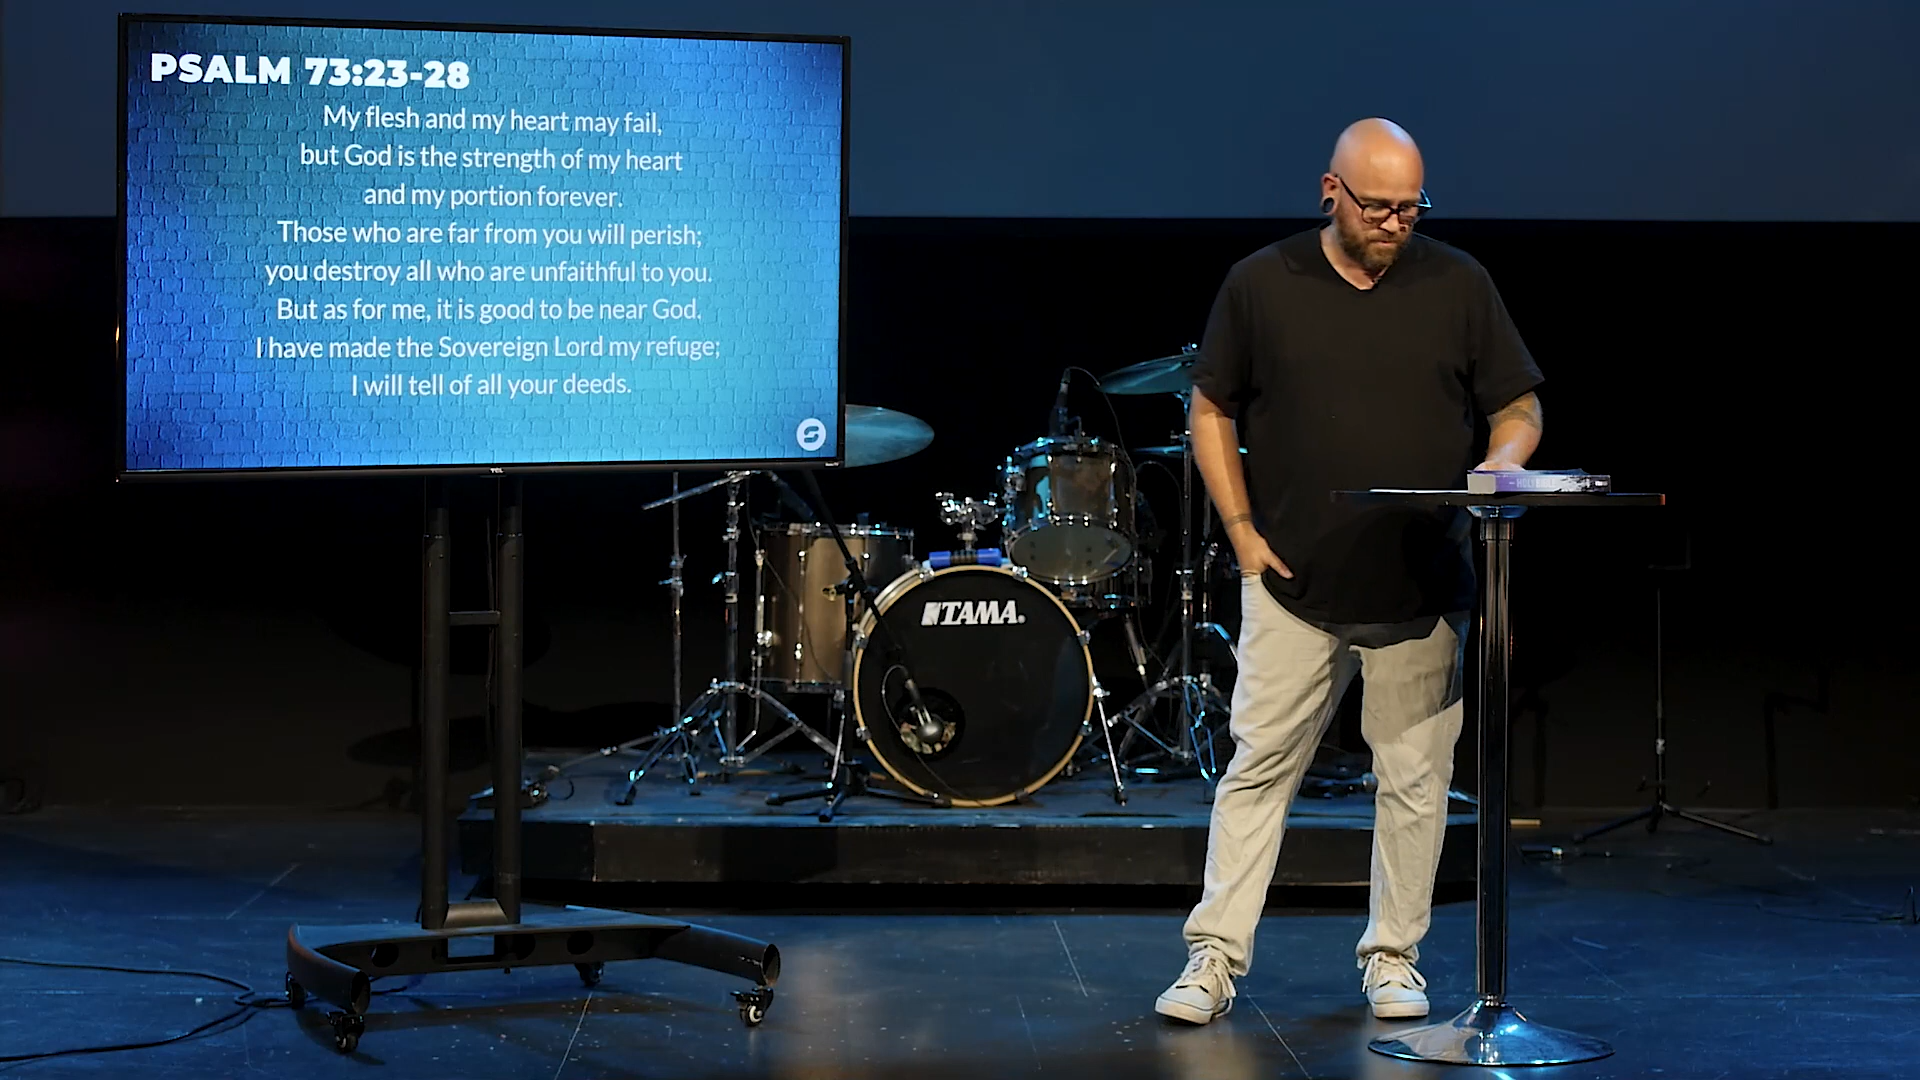 PSALM 73:23-28
My flesh and my heart may fail,
but God is the strength of my heart
and my portion forever.
Those who are far from you will perish;
you destroy all who are unfaithful to you.
But as for me, it is good to be near God.
I have made the Sovereign Lord my refuge;
I will tell of all your deeds.
TCL
TAMA®
HOLY BIBLE